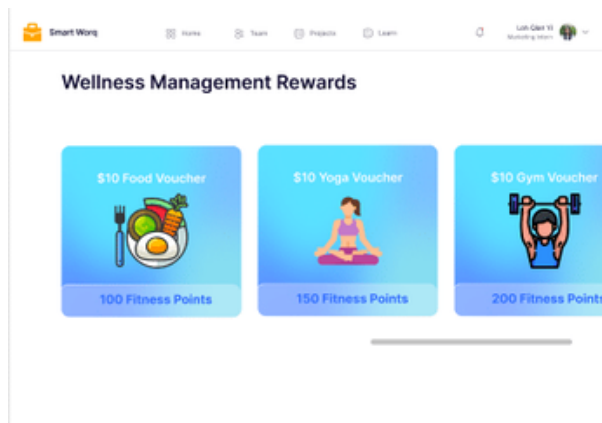 Smart Worq
Home
Team
Projects
Learn
Marketing Intern
Wellness Management Rewards
$10 Food Voucher
$10 Yoga Voucher
$10 Gym Voucher
100 Fitness Points
150 Fitness Points
200 Fitness Points